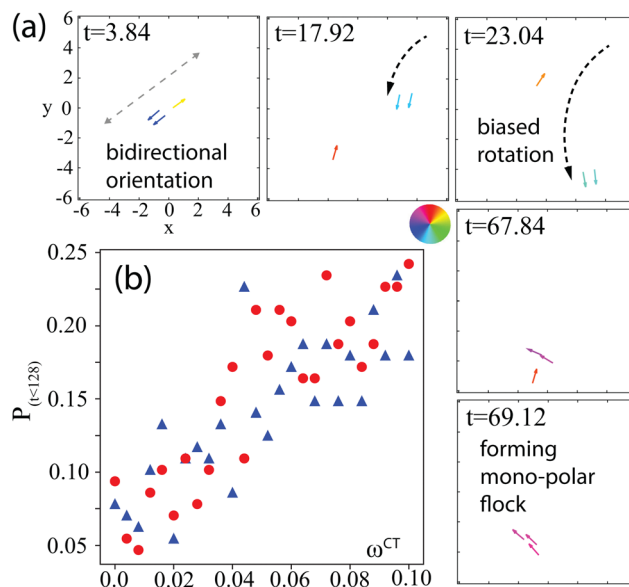 (a)
6
4
2
y 0
-2
-4
-6
-6 -4 -2 0 2 4 6
x
t=3.84
bidirectional
orientation
t=17.92
t=23.04
biased
rotation
t=67.84
t=69.12
forming
mono-polar
flock
(b)
0.25
0.20
0.15
0.10
0.05
P(t<128)
0.0 0.02 0.04 0.06 0.08 0.10
ωCT